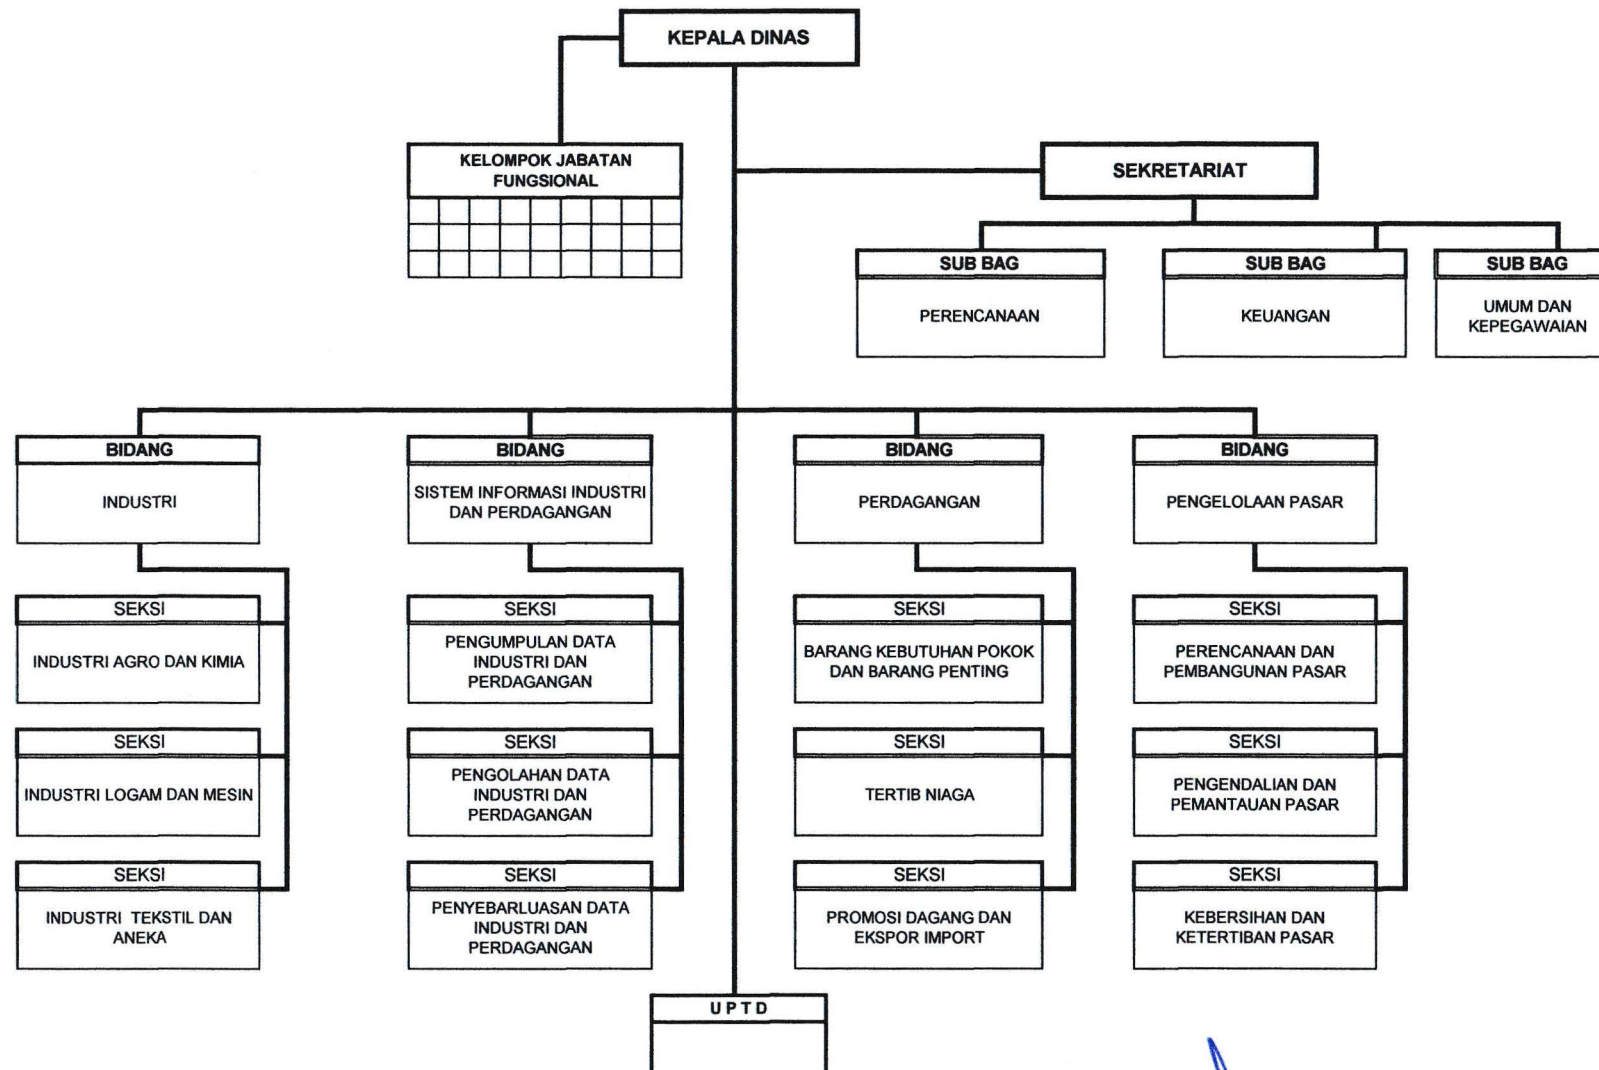 KEPALA DINAS
KELOMPOK JABATAN
FUNGSIONAL
SEKRETARIAT
SUB BAG
PERENCANAAN
SUB BAG
KEUANGAN
SUB BAG
UMUM DAN
KEPEGAWAIAN
BIDANG
INDUSTRI
BIDANG
SISTEM INFORMASI INDUSTRI
DAN PERDAGANGAN
BIDANG
PERDAGANGAN
BIDANG
PENGELOLAAN PASAR
SEKSI
INDUSTRI AGRO DAN KIMIA
SEKSI
PENGUMPULAN DATA
INDUSTRI DAN
PERDAGANGAN
SEKSI
BARANG KEBUTUHAN POKOK
DAN BARANG PENTING
SEKSI
PERENCANAAN DAN
PEMBANGUNAN PASAR
SEKSI
INDUSTRI LOGAM DAN MESIN
SEKSI
PENGOLAHAN DATA
INDUSTRI DAN
PERDAGANGAN
SEKSI
TERTIB NIAGA
SEKSI
PENGENDALIAN DAN
PEMANTAUAN PASAR
SEKSI
INDUSTRI TEKSTIL DAN
ANEKA
SEKSI
PENYEBARLUASAN DATA
INDUSTRI DAN
PERDAGANGAN
SEKSI
PROMOSI DAGANG DAN
EKSPOR IMPORT
SEKSI
KEBERSIHAN DAN
KETERTIBAN PASAR
U P T D